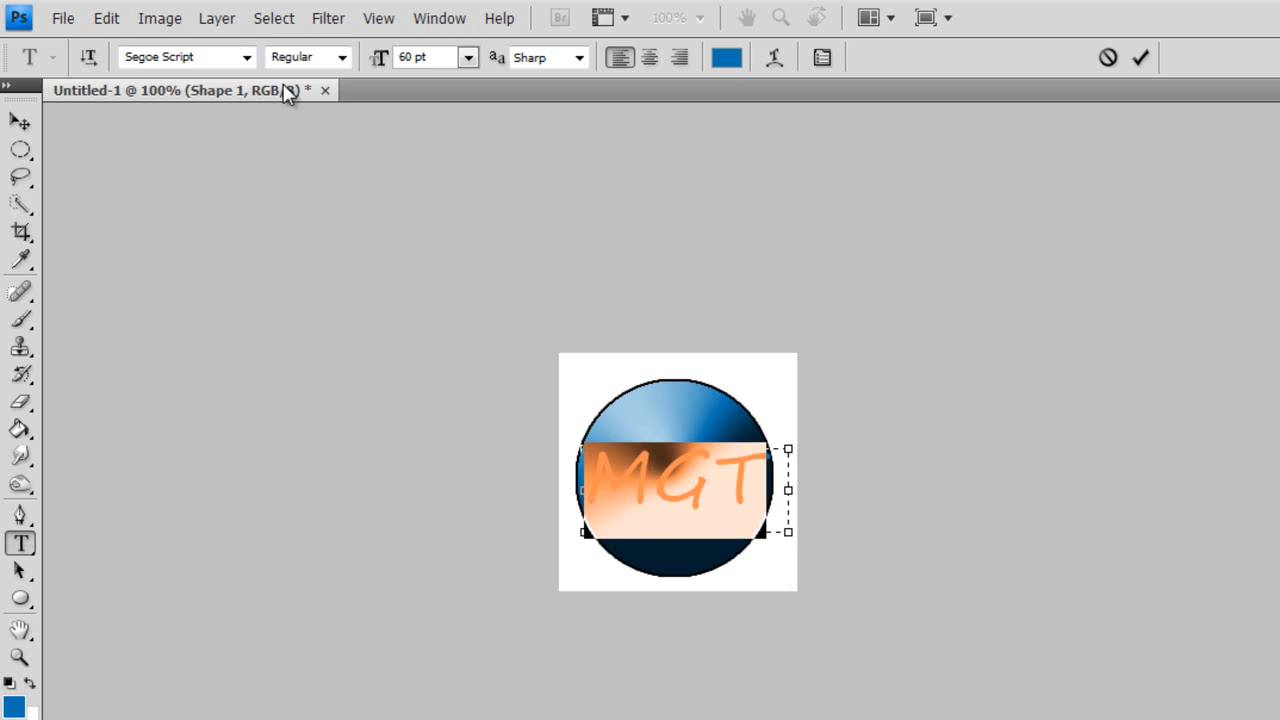 Ps File Edit Image Layer Select Filter View Window Help Br 100%
T T Segoe Script Regular T 60 pt aa Sharp
Untitled-1 @ 100% (Shape 1, RGB/8) *
MGT
T